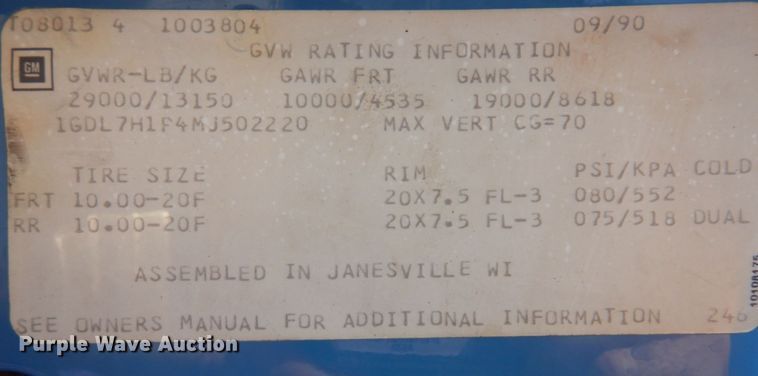 T08013 4 1003804 09/90
GVW RATING INFORMATION
GM
GVWR-LB/KG GAWR FRT GAWR RR
29000/13150 10000/4535 19000/8618
1GDL7H1P4MJ502220 MAX VERT CG=70
TIRE SIZE RIM PSI/KPA COLD
FRT 10.00-20F 20X7.5 FL-3 080/552
RR 10.00-20F 20X7.5 FL-3 075/518 DUAL
ASSEMBLED IN JANESVILLE WI
SEE OWNERS MANUAL FOR ADDITIONAL INFORMATION 246
10108175
Purple Wave Auction